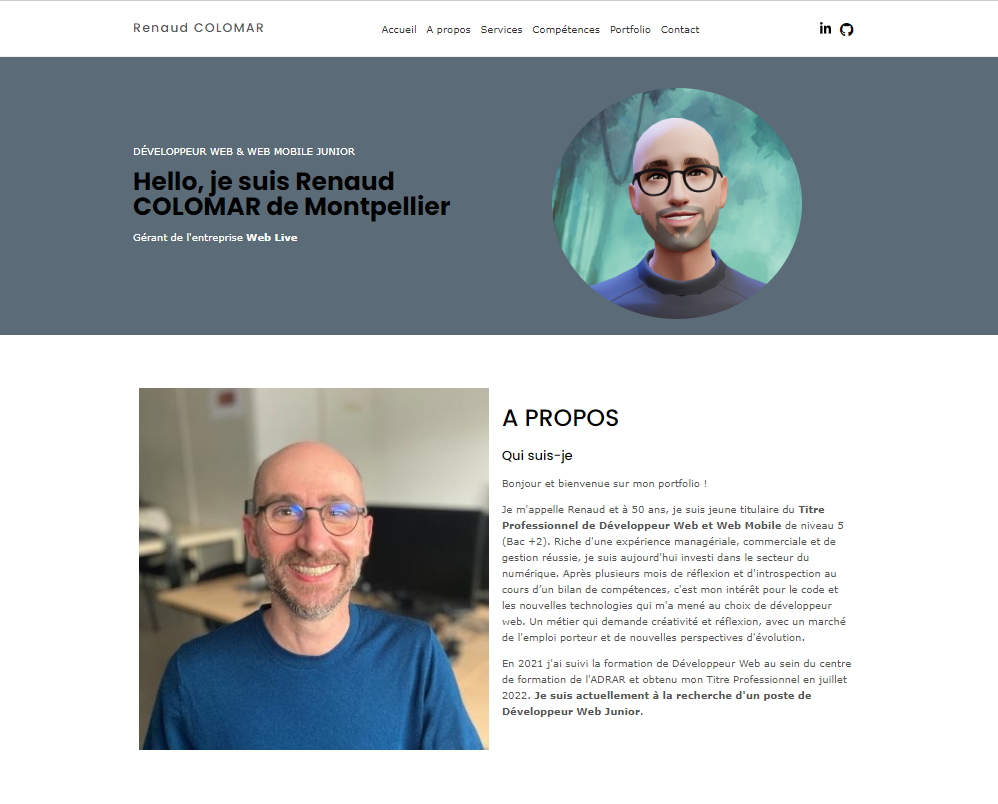 Renaud COLOMAR
Accueil A propos Services Compétences Portfolio Contact
in
DÉVELOPPEUR WEB & WEB MOBILE JUNIOR
Hello, je suis Renaud
COLOMAR de Montpellier
Gérant de l'entreprise Web Live
A PROPOS
Qui suis-je
Bonjour et bienvenue sur mon portfolio !
Je m'appelle Renaud et à 50 ans, je suis jeune titulaire du Titre
Professionnel de Développeur Web et Web Mobile de niveau 5
(Bac +2). Riche d'une expérience managériale, commerciale et de
gestion réussie, je suis aujourd'hui investi dans le secteur du
numérique. Après plusieurs mois de réflexion et d'introspection au
cours d’un bilan de compétences, c'est mon intérêt pour le code et
les nouvelles technologies qui m'a mené au choix de développeur
web. Un métier qui demande créativité et réflexion, avec un marché
de l'emploi porteur et de nouvelles perspectives d'évolution.
En 2021 j'ai suivi la formation de Développeur Web au sein du centre
de formation de l'ADRAR et obtenu mon Titre Professionnel en juillet
2022. Je suis actuellement à la recherche d'un poste de
Développeur Web Junior.